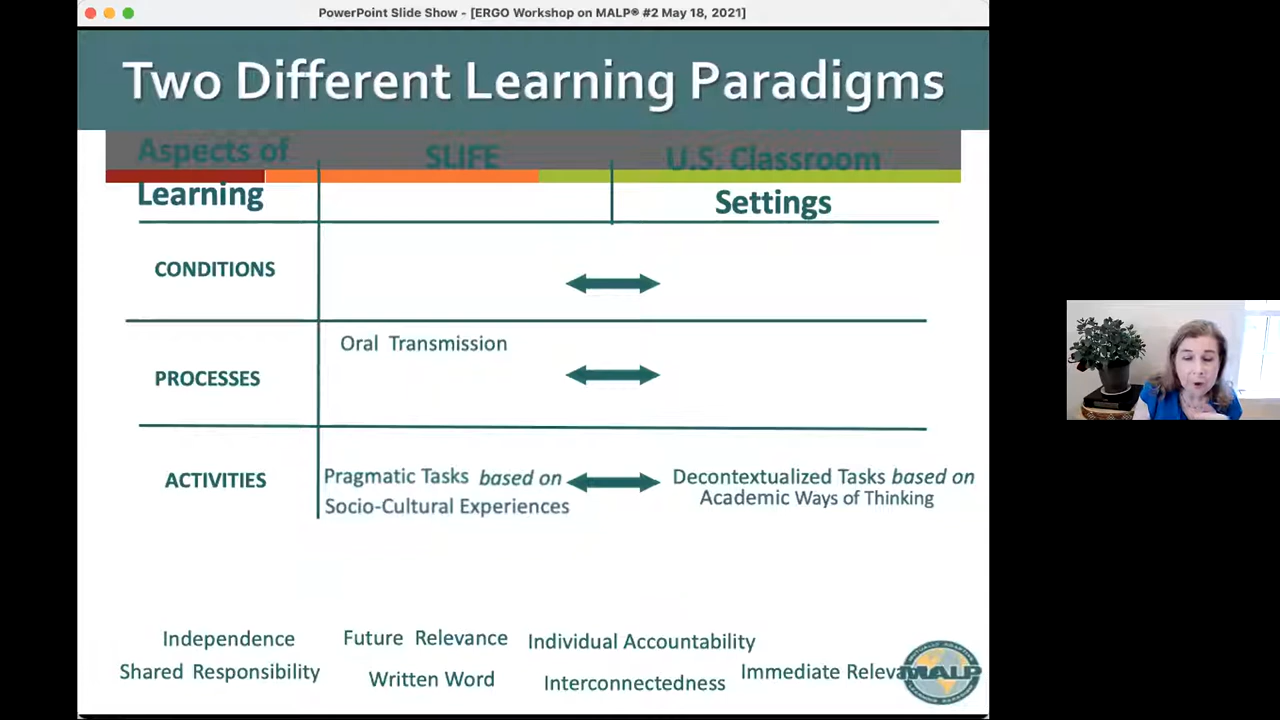 PowerPoint Slide Show - [ERGO Workshop on MALP® #2 May 18, 2021]
Two Different Learning Paradigms
Aspects of Learning
SLIFE
U.S. Classroom Settings
CONDITIONS
Oral Transmission
PROCESSES
ACTIVITIES
Pragmatic Tasks based on
Socio-Cultural Experiences
Decontextualized Tasks based on
Academic Ways of Thinking
Independence
Future Relevance
Individual Accountability
Shared Responsibility
Written Word
Interconnectedness
Immediate Releva
MALP